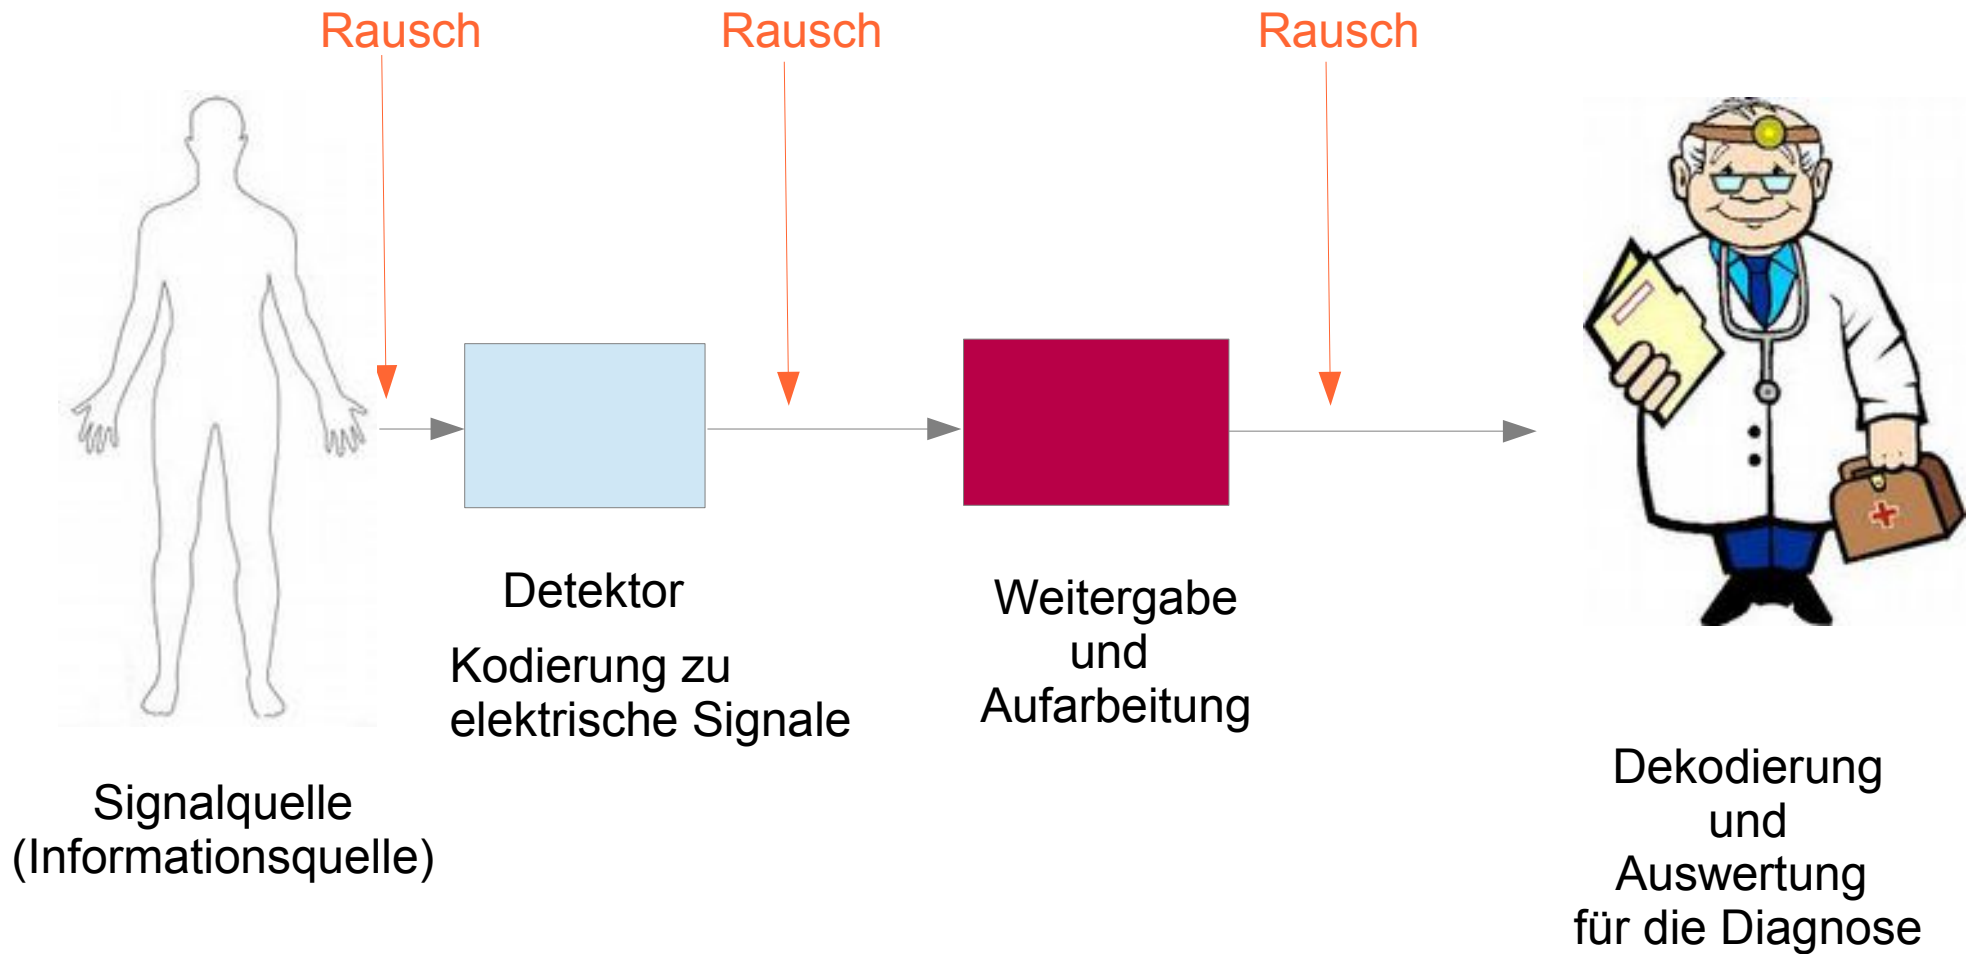 Rausch
Rausch
Rausch
Detektor
Kodierung zu
elektrische Signale
Weitergabe
und
Aufarbeitung
Signalquelle
(Informationsquelle)
Dekodierung
und
Auswertung
für die Diagnose